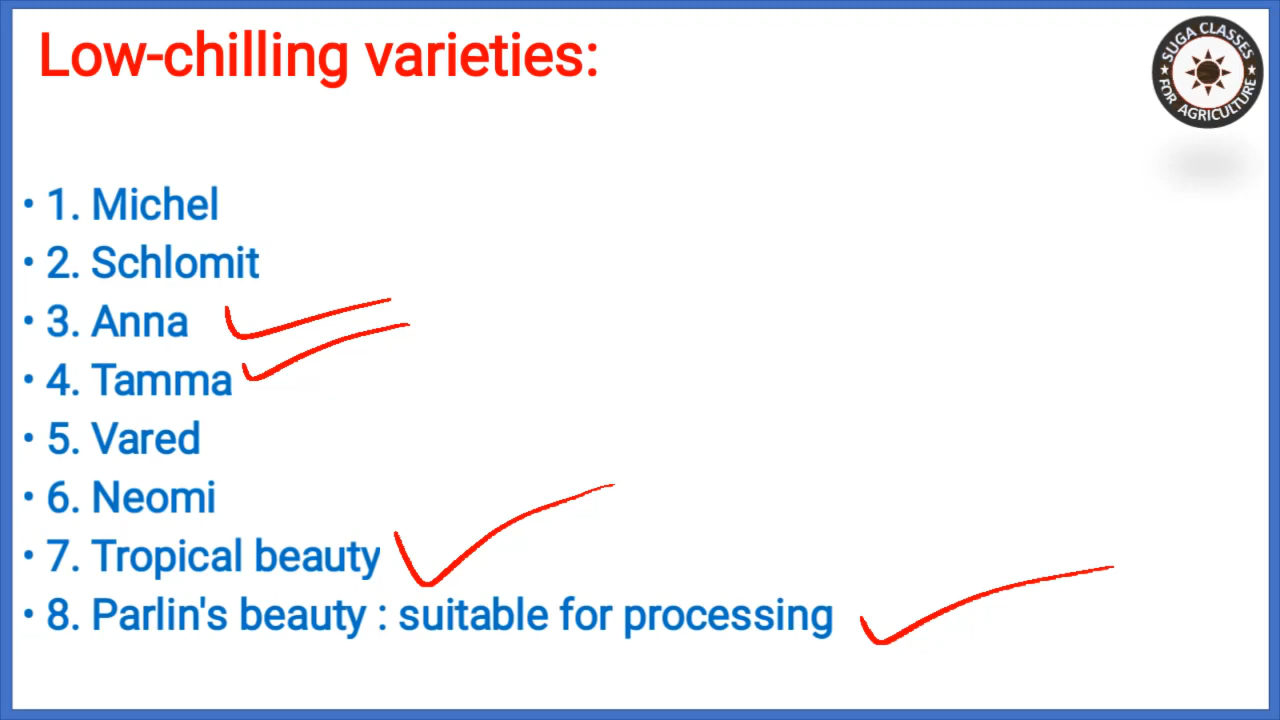 Low-chilling varieties:
SUGA CLASSES
FOR AGRICULTURE
• 1. Michel
• 2. Schlomit
• 3. Anna
• 4. Tamma
• 5. Vared
• 6. Neomi
• 7. Tropical beauty
• 8. Parlin's beauty : suitable for processing